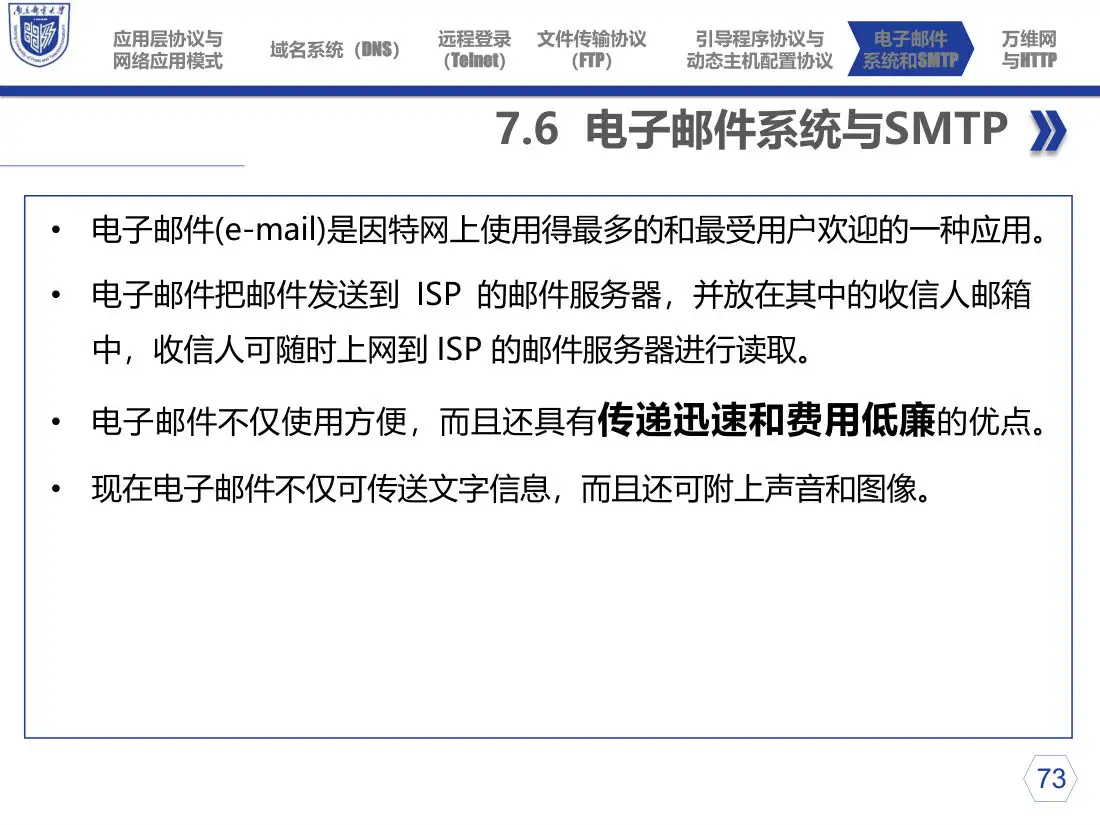 南京邮电大学
应用层协议与
网络应用模式
域名系统（DNS）
远程登录
（Telnet）
文件传输协议
（FTP）
引导程序协议与
动态主机配置协议
电子邮件
系统和SMTP
万维网
与HTTP
7.6 电子邮件系统与SMTP
• 电子邮件(e-mail)是因特网上使用得最多的和最受用户欢迎的一种应用。
• 电子邮件把邮件发送到 ISP 的邮件服务器，并放在其中的收信人邮箱
中，收信人可随时上网到 ISP 的邮件服务器进行读取。
• 电子邮件不仅使用方便，而且还具有传递迅速和费用低廉的优点。
• 现在电子邮件不仅可传送文字信息，而且还可附上声音和图像。
73